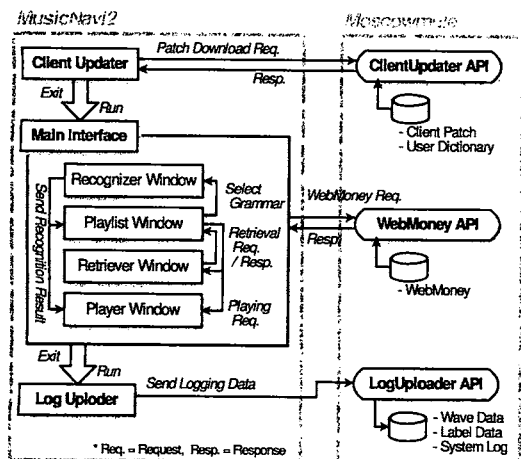 MusicNavi2
Patch Download Req.
Client Updater
ClientUpdater API
Resp.
Exit
Run
- Client Patch
- User Dictionary
Main Interface
Recognizer Window
Select
Grammar
Send Recognition Result
WebMoney Req.
Playlist Window
WebMoney API
Retrieval
Req.
/ Resp.
Resp.
Retriever Window
- WebMoney
Player Window
Playing
Req.
Exit
Run
Send Logging Data
Log Uploder
LogUploader API
- Wave Data
- Label Data
- System Log
* Req. = Request, Resp. = Response